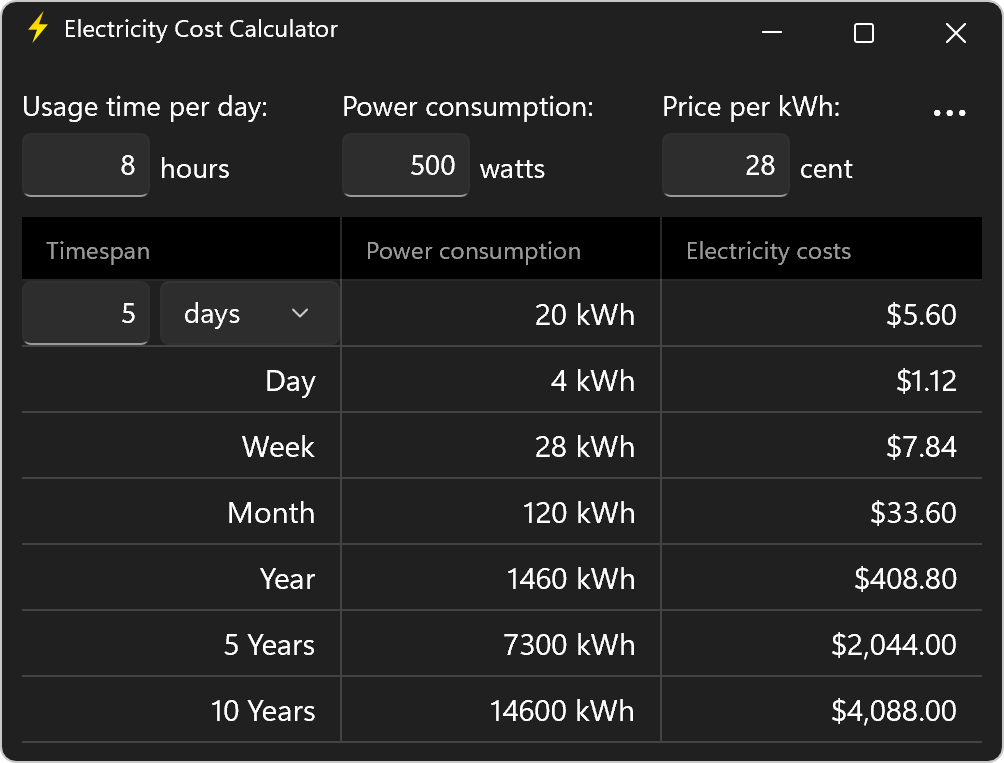 Electricity Cost Calculator
Usage time per day: Power consumption: Price per kWh: ...
8 hours 500 watts 28 cent
Timespan Power consumption Electricity costs
5 days 20 kWh $5.60
Day 4 kWh $1.12
Week 28 kWh $7.84
Month 120 kWh $33.60
Year 1460 kWh $408.80
5 Years 7300 kWh $2,044.00
10 Years 14600 kWh $4,088.00